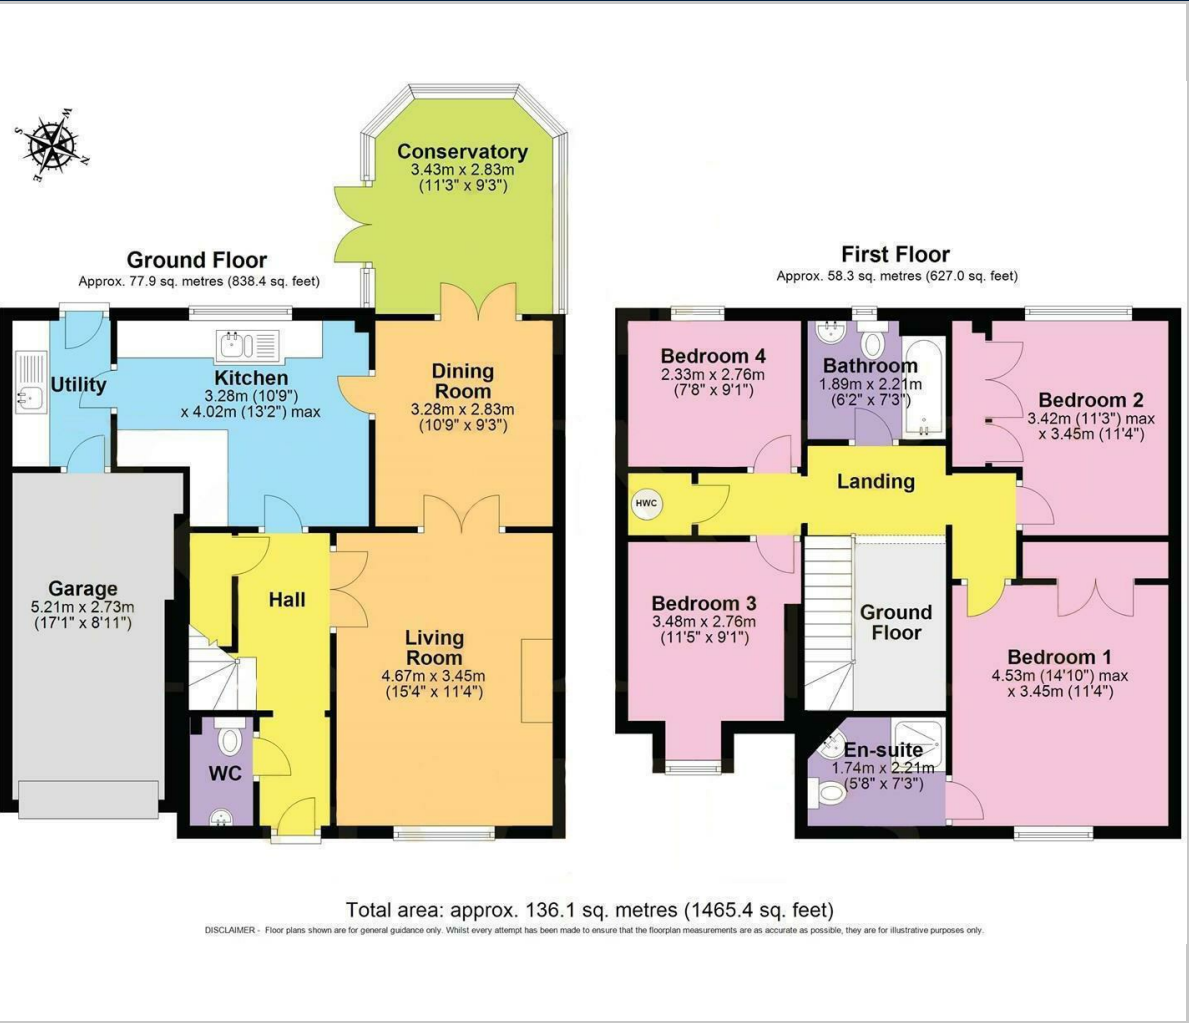 W
S
N
E
Conservatory
3.43m x 2.83m
(11'3" x 9'3")
Ground Floor
Approx. 77.9 sq. metres (838.4 sq. feet)
Utility
Kitchen
3.28m (10'9")
x 4.02m (13'2") max
Dining
Room
3.28m x 2.83m
(10'9" x 9'3")
Garage
5.21m x 2.73m
(17'1" x 8'11")
Hall
Living
Room
4.67m x 3.45m
(15'4" x 11'4")
WC
First Floor
Approx. 58.3 sq. metres (627.0 sq. feet)
Bedroom 4
2.33m x 2.76m
(7'8" x 9'1")
Bathroom
1.89m x 2.21m
(6'2" x 7'3")
Bedroom 2
3.42m (11'3") max
x 3.45m (11'4")
Landing
HWC
Bedroom 3
3.48m x 2.76m
(11'5" x 9'1")
Ground
Floor
Bedroom 1
4.53m (14'10") max
x 3.45m (11'4")
En-suite
1.74m x 2.21m
(5'8" x 7'3")
Total area: approx. 136.1 sq. metres (1465.4 sq. feet)
DISCLAIMER - Floor plans shown are for general guidance only. Whilst every attempt has been made to ensure that the floorplan measurements are as accurate as possible, they are for illustrative purposes only.